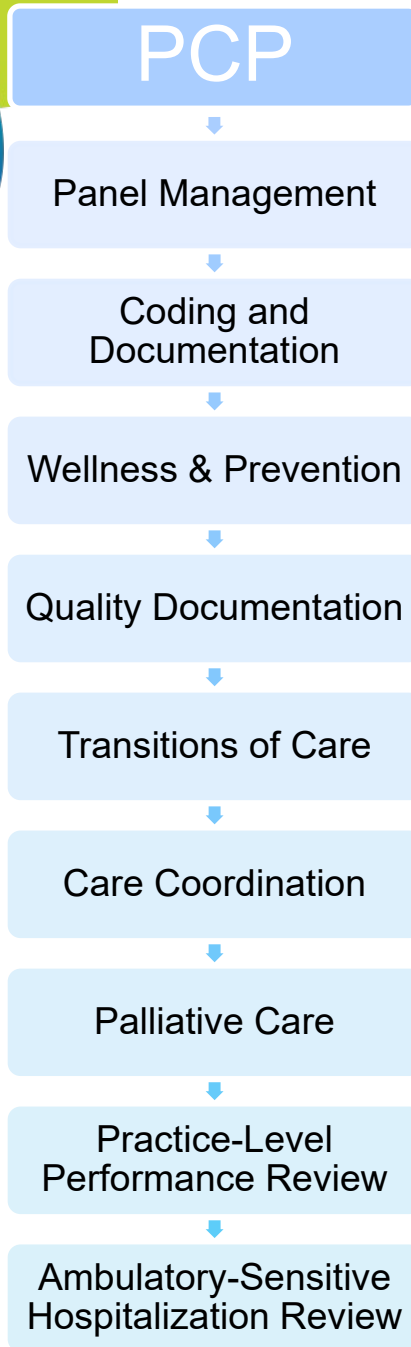 PCP
Panel Management
Coding and
Documentation
Wellness & Prevention
Quality Documentation
Transitions of Care
Care Coordination
Palliative Care
Practice-Level
Performance Review
Ambulatory-Sensitive
Hospitalization Review